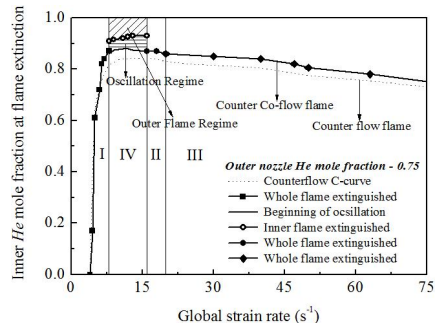 Inner He mole fraction at flame extinction
1.0
0.8
0.6
0.4
0.2
0.0
Oscillation Regime
Outer Flame Regime
Counter Co-flow flame
Counter flow flame
I
IV
II
III
Outer nozzle He mole fraction - 0.75
Counterflow C-curve
Whole flame extinguished
Beginning of ocsillation
Inner flame extinguished
Whole flame extinguished
Whole flame extinguished
0 15 30 45 60 75
Global strain rate (s⁻¹)